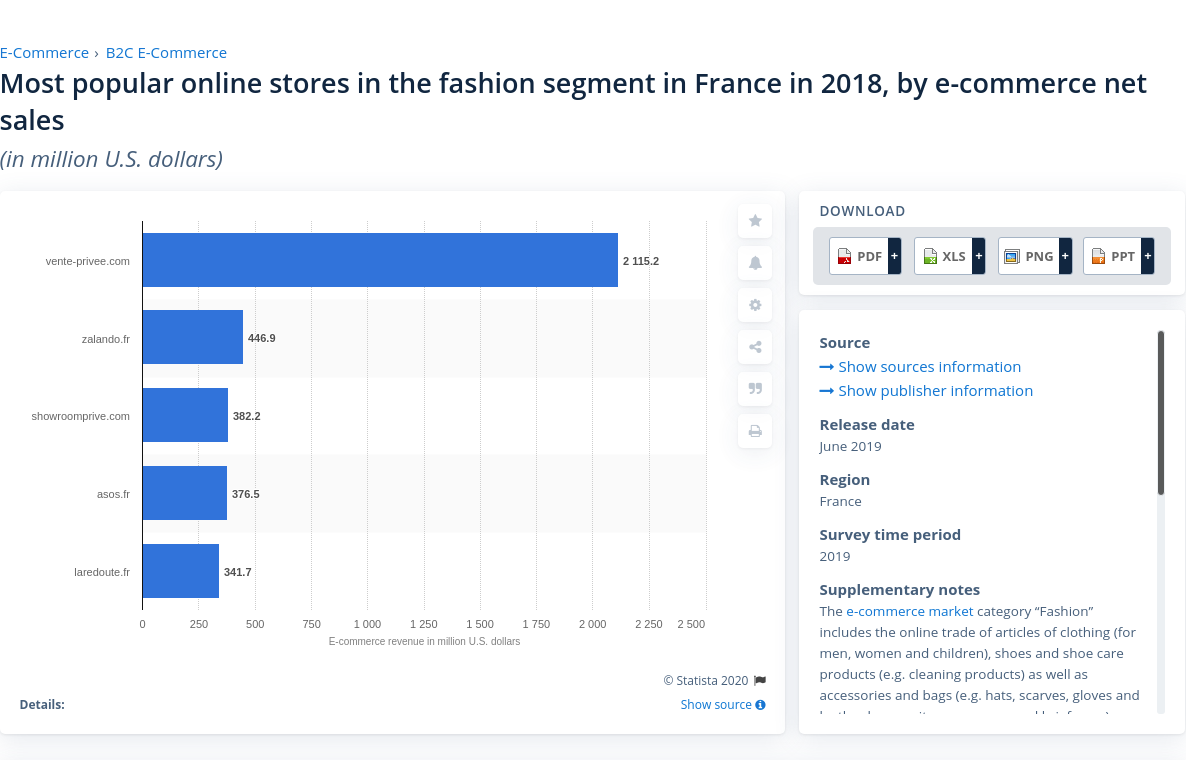 E-Commerce › B2C E-Commerce
Most popular online stores in the fashion segment in France in 2018, by e-commerce net
sales
(in million U.S. dollars)
vente-privee.com
2 115.2
zalando.fr
446.9
showroomprive.com
382.2
asos.fr
376.5
laredoute.fr
341.7
0 250 500 750 1 000 1 250 1 500 1 750 2 000 2 250 2 500
E-commerce revenue in million U.S. dollars
© Statista 2020
Details:
Show source
DOWNLOAD
PDF + XLS + PNG + PPT +
Source
Show sources information
Show publisher information
Release date
June 2019
Region
France
Survey time period
2019
Supplementary notes
The e-commerce market category “Fashion”
includes the online trade of articles of clothing (for
men, women and children), shoes and shoe care
products (e.g. cleaning products) as well as
accessories and bags (e.g. hats, scarves, gloves and